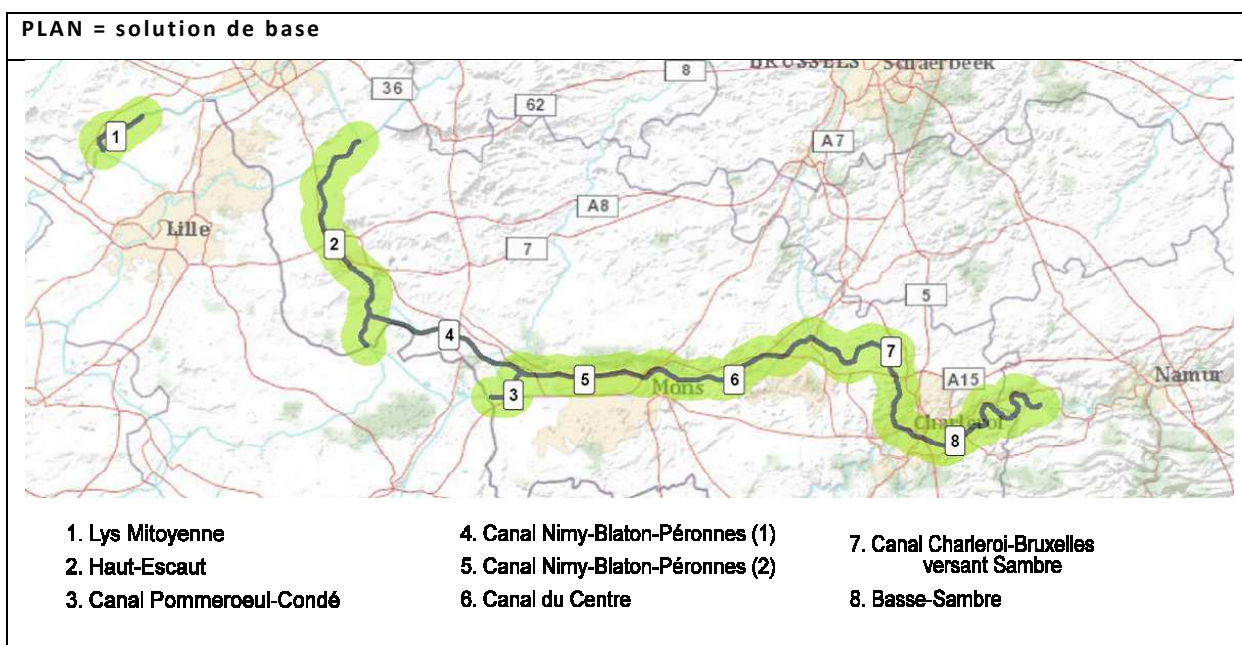 PLAN = solution de base
BRUSSELS Schaerbeek
8
36
62
1
A7
Lille
A8
2
7
5
4
7
A15
Namur
5
Mons
6
3
Charleroi
8
1. Lys Mitoyenne
2. Haut-Escaut
3. Canal Pommeroeul-Condé
4. Canal Nimy-Blaton-Péronnes (1)
5. Canal Nimy-Blaton-Péronnes (2)
6. Canal du Centre
7. Canal Charleroi-Bruxelles
versant Sambre
8. Basse-Sambre